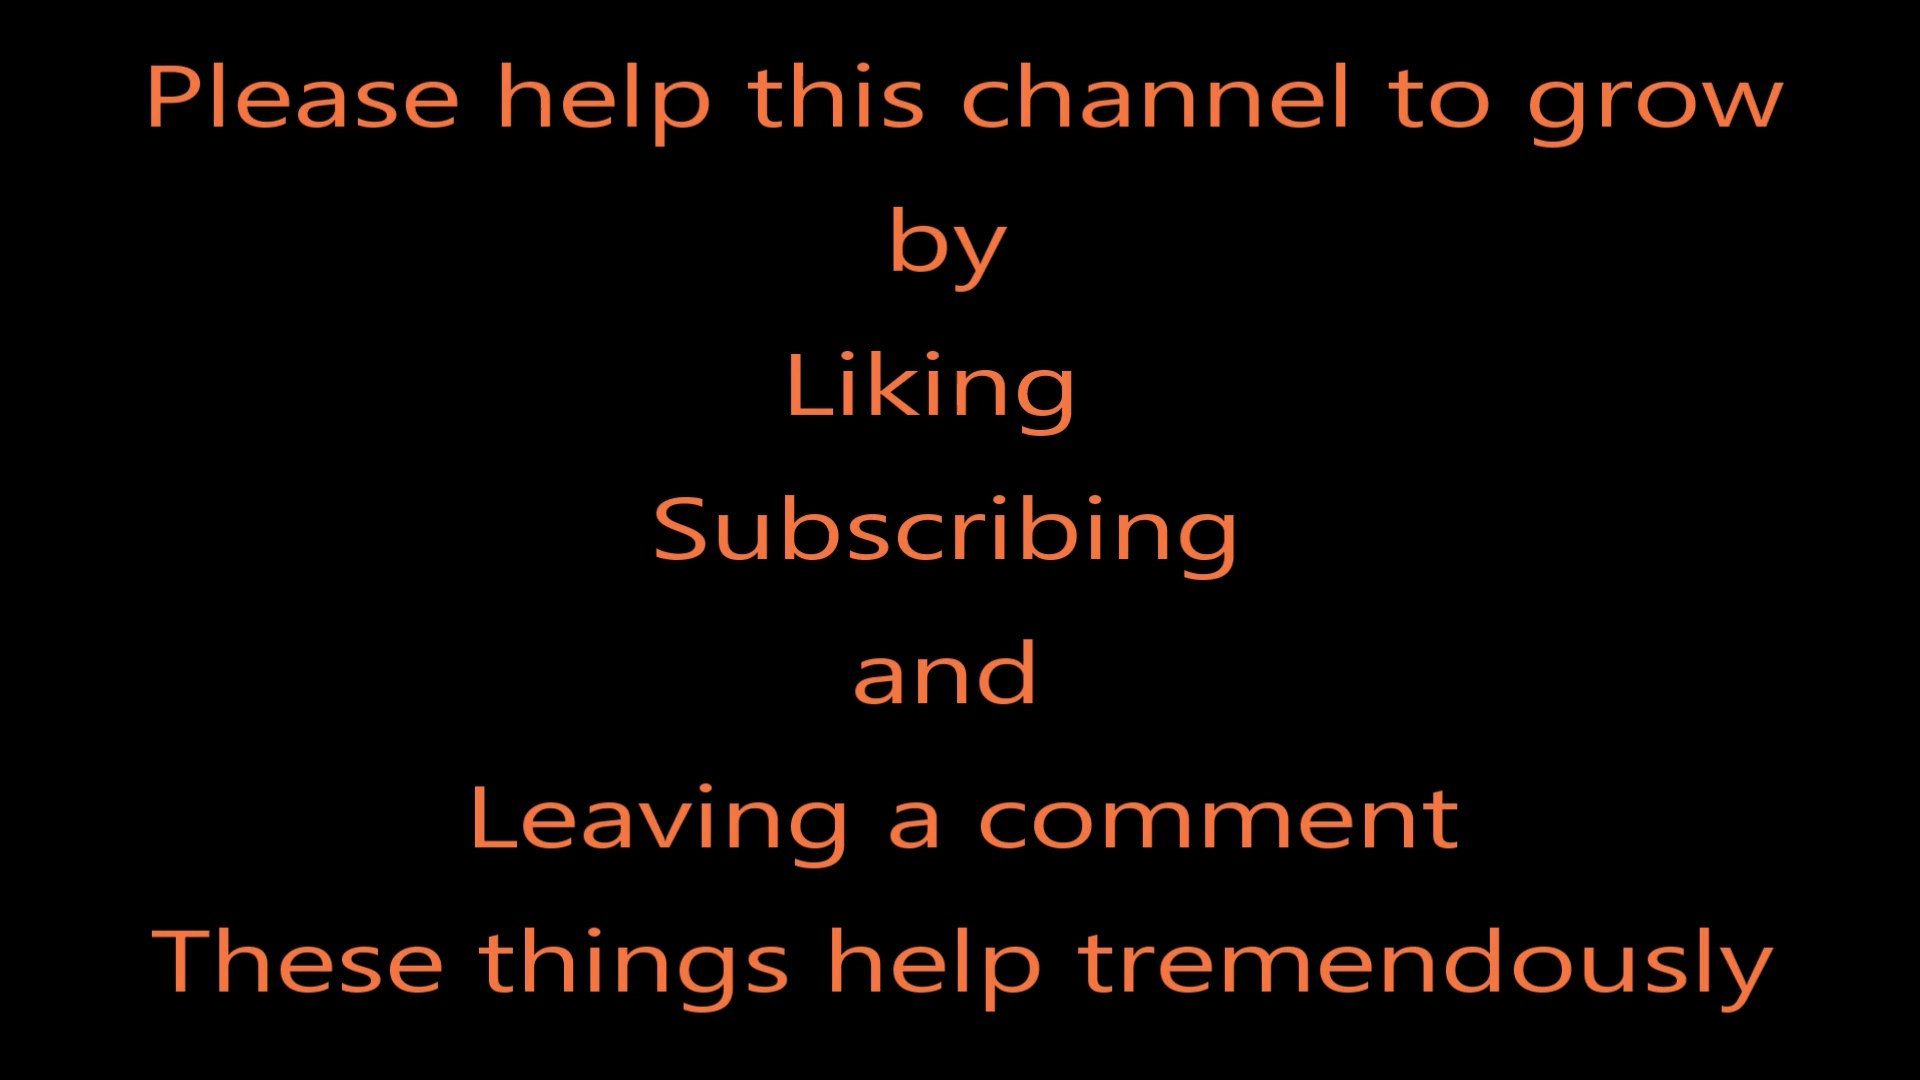 Please help this channel to grow
by
Liking
Subscribing
and
Leaving a comment
These things help tremendously